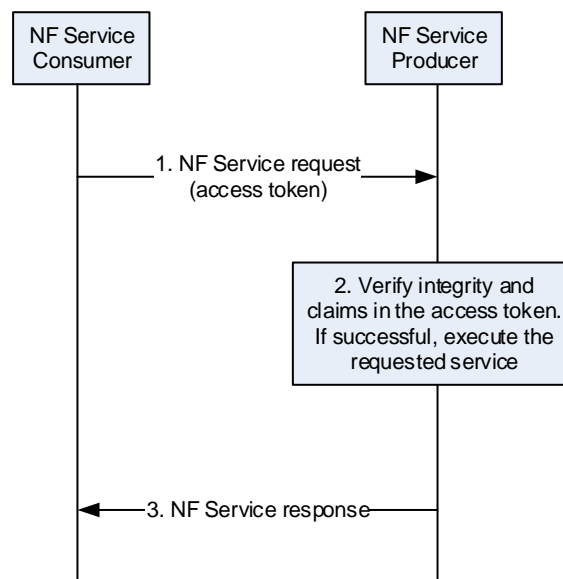 NF Service
Consumer
NF Service
Producer
1. NF Service request
(access token)
2. Verify integrity and
claims in the access token.
If successful, execute the
requested service
3. NF Service response